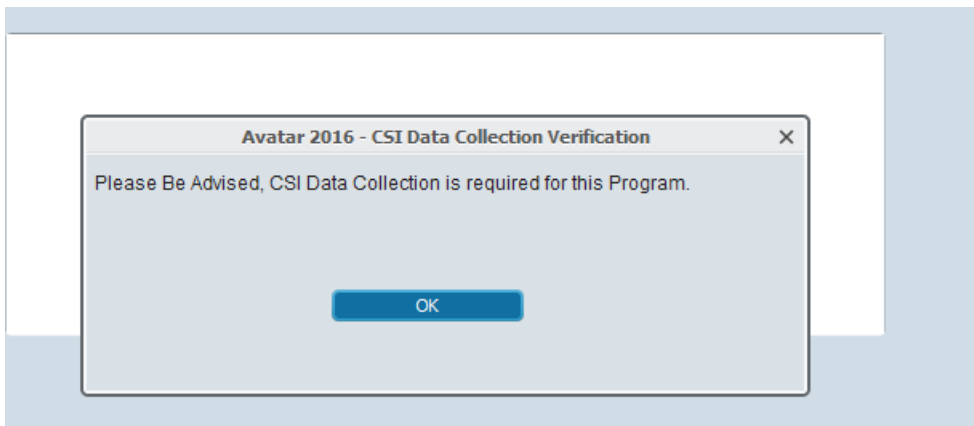 Avatar 2016 - CSI Data Collection Verification
Please Be Advised, CSI Data Collection is required for this Program.
OK